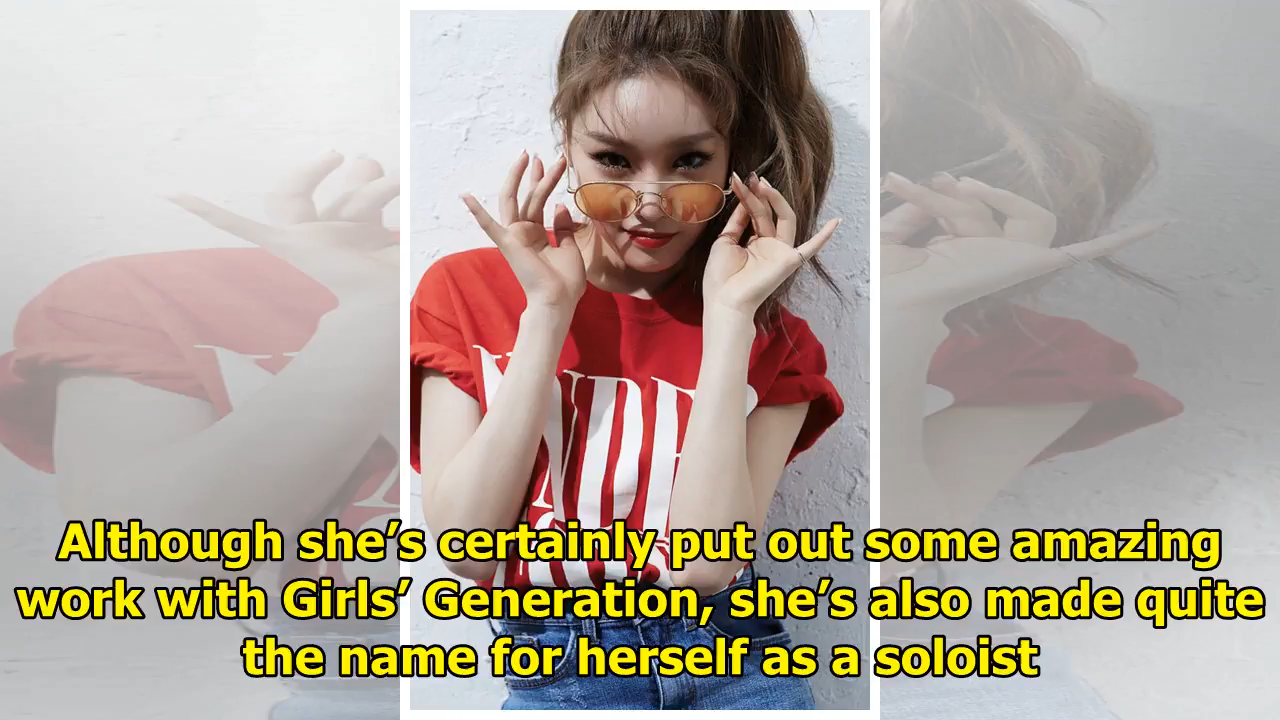 Although she’s certainly put out some amazing
work with Girls’ Generation, she’s also made quite
the name for herself as a soloist